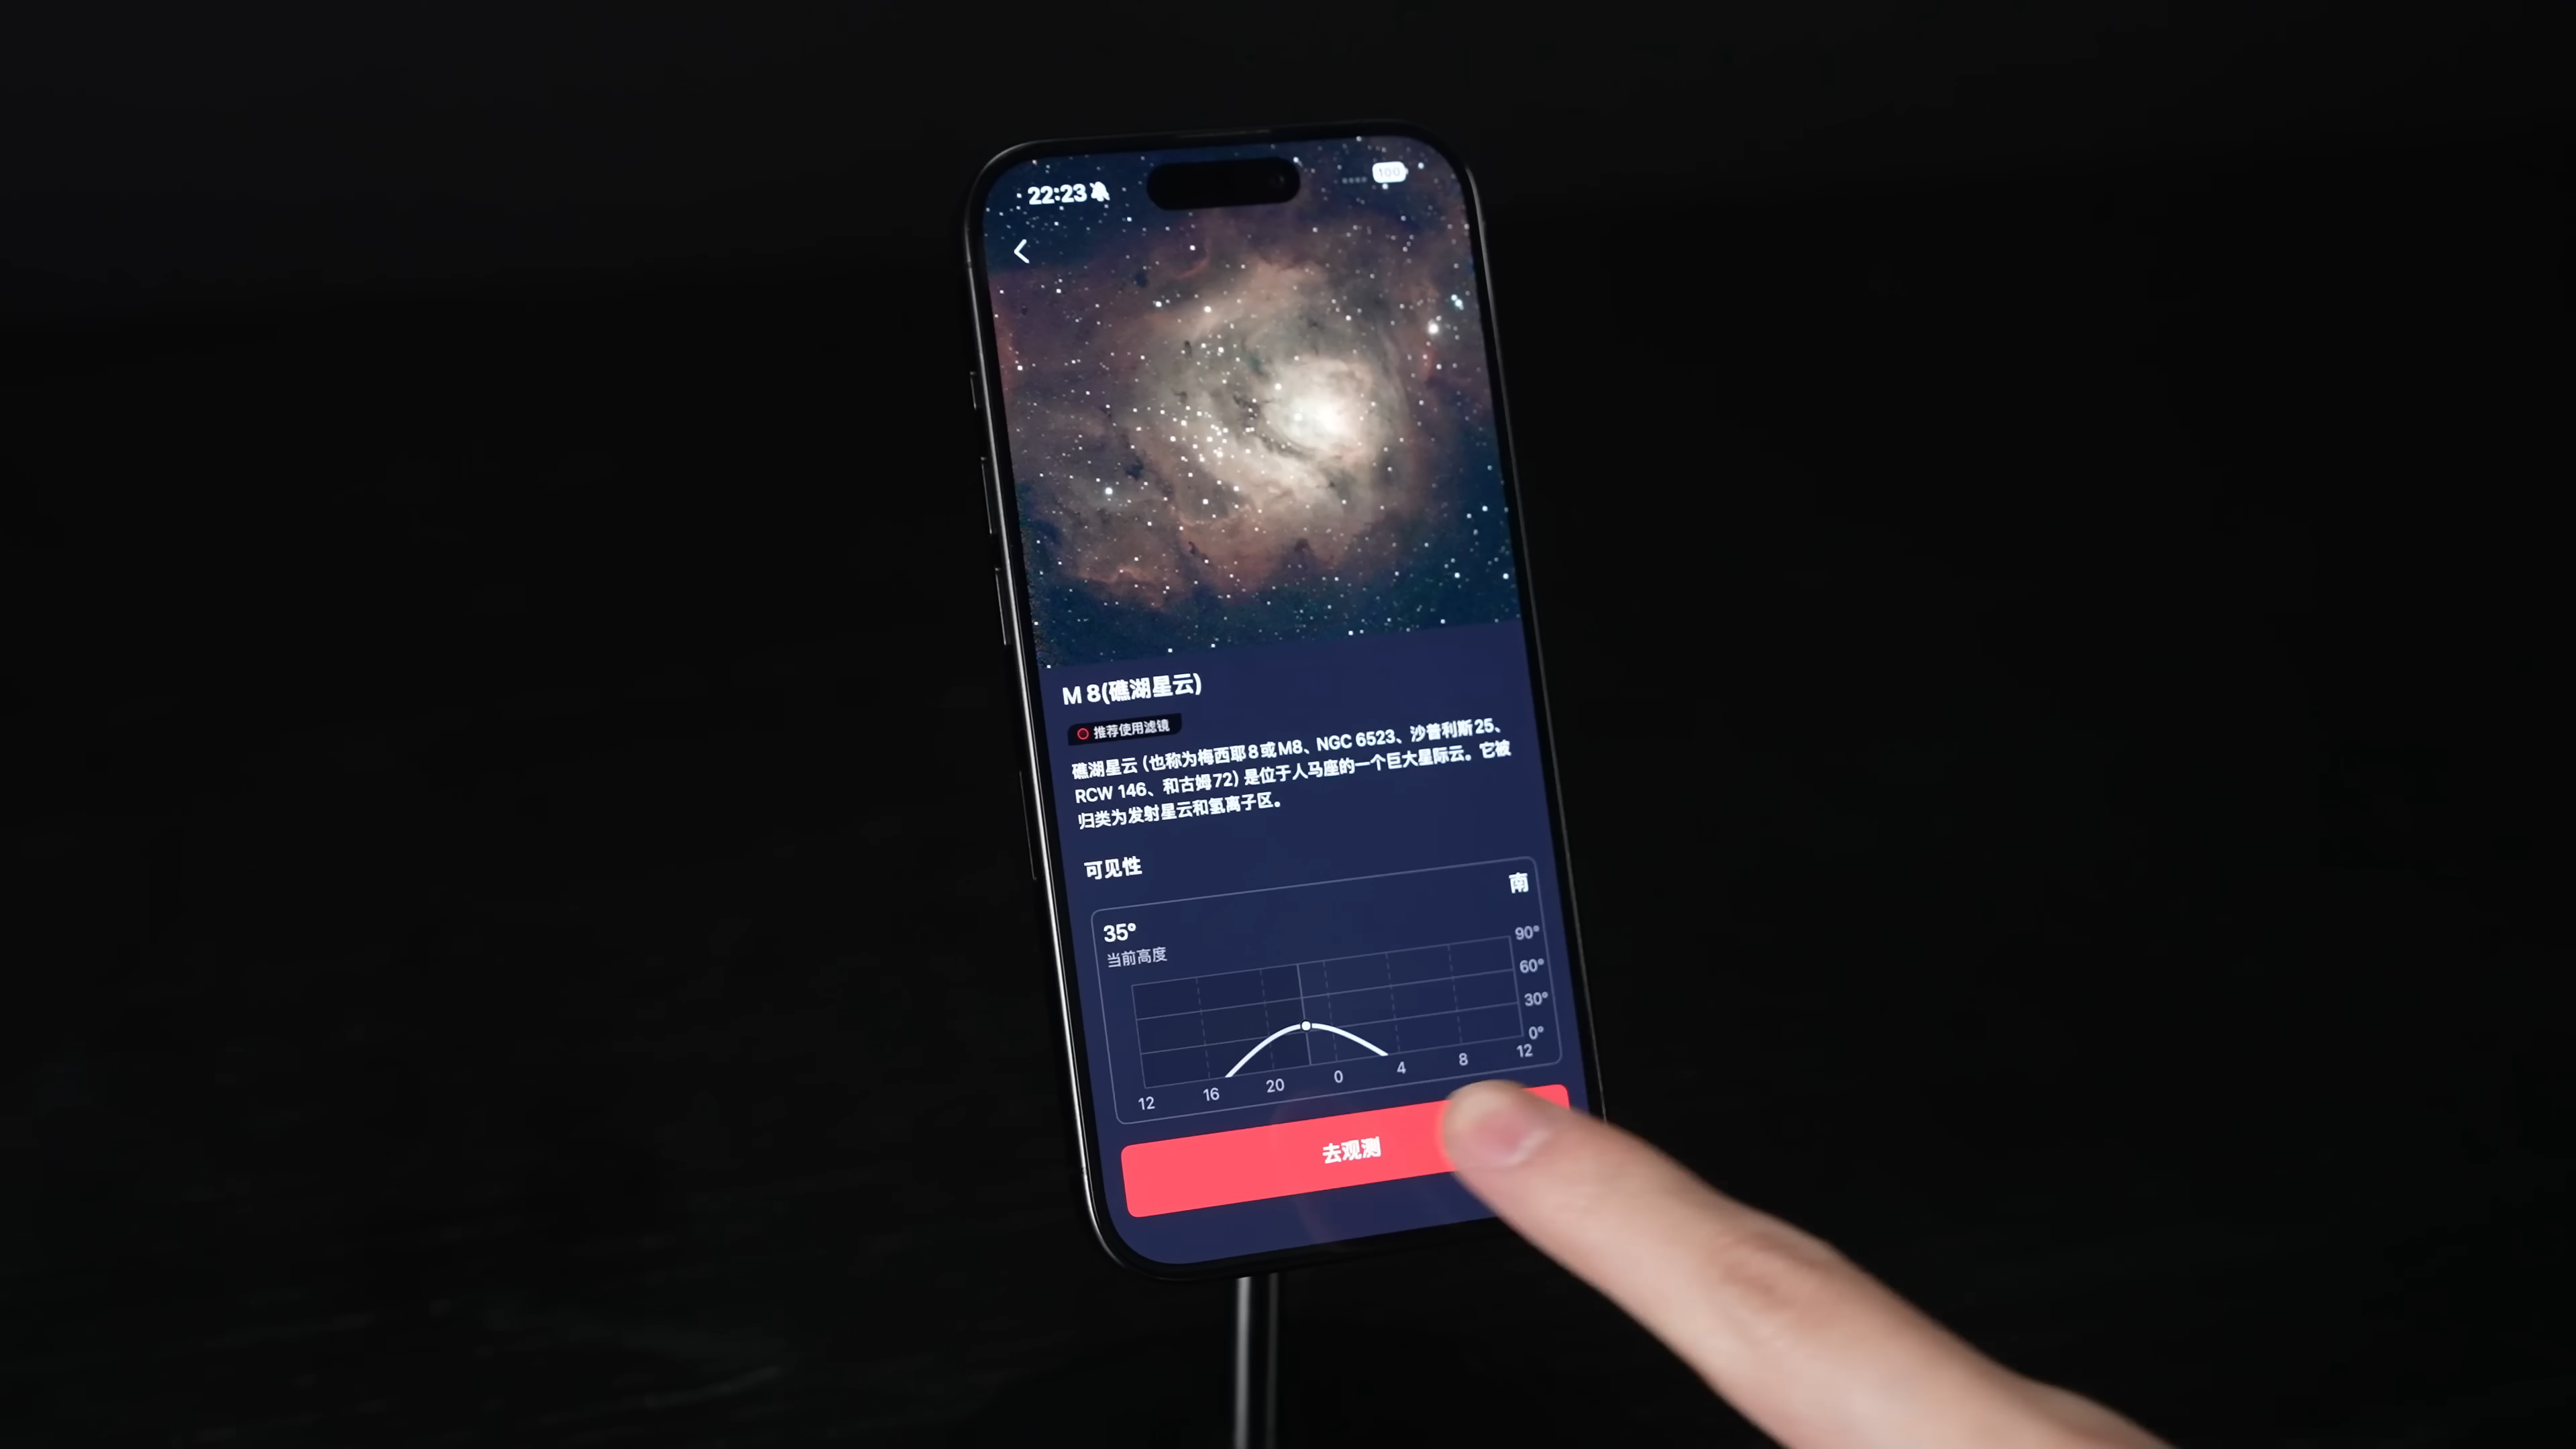 22:23
100
M 8(礁湖星云)
推荐使用滤镜
礁湖星云 (也称为梅西耶8或M8、NGC 6523、沙普利斯25、
RCW 146、和古姆72) 是位于人马座的一个巨大星际云。它被
归类为发射星云和氢离子区。
可见性
南
35°
当前高度
90°
60°
30°
0°
12 16 20 0 4 8 12
去观测